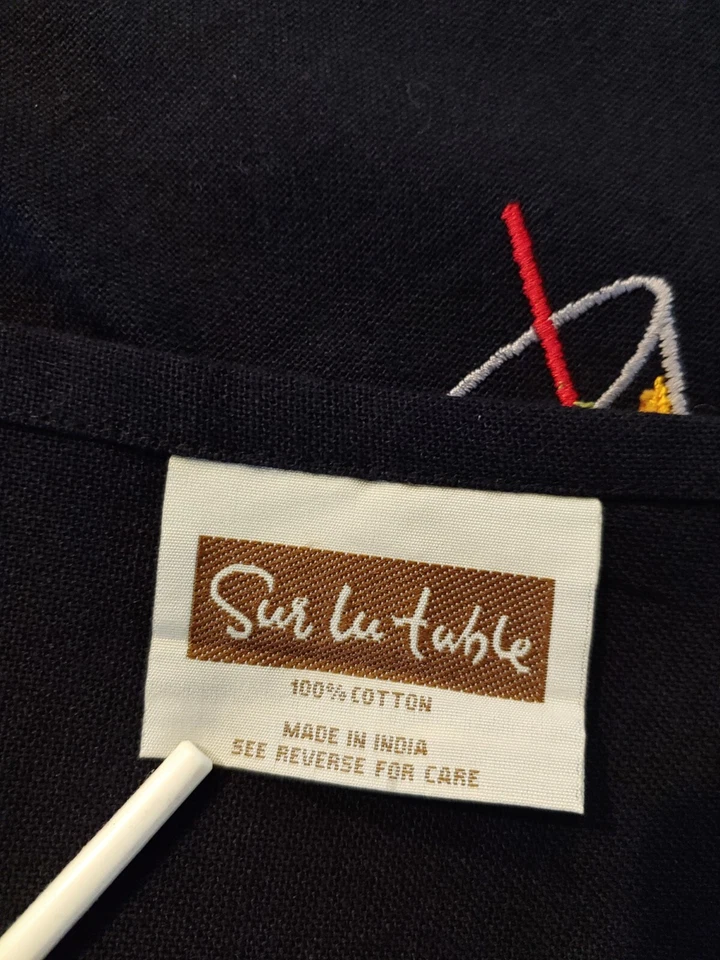 Sur la table
100% COTTON
MADE IN INDIA
SEE REVERSE FOR CARE